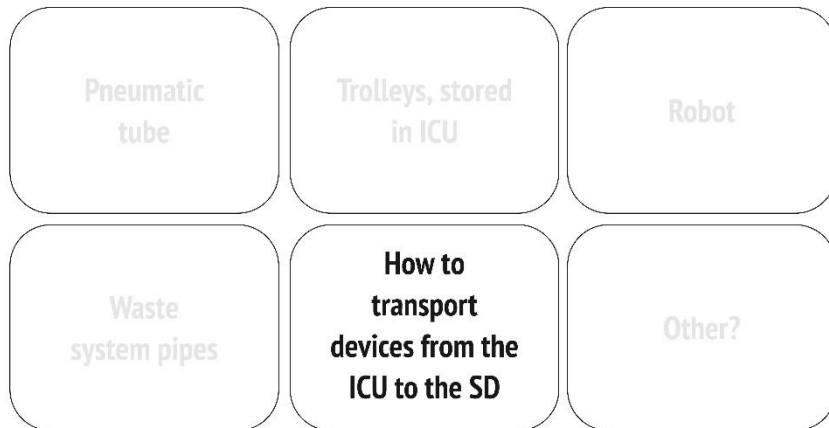 Pneumatic
tube
Trolleys, stored
in ICU
Robot
Waste
system pipes
How to
transport
devices from the
ICU to the SD
Other?